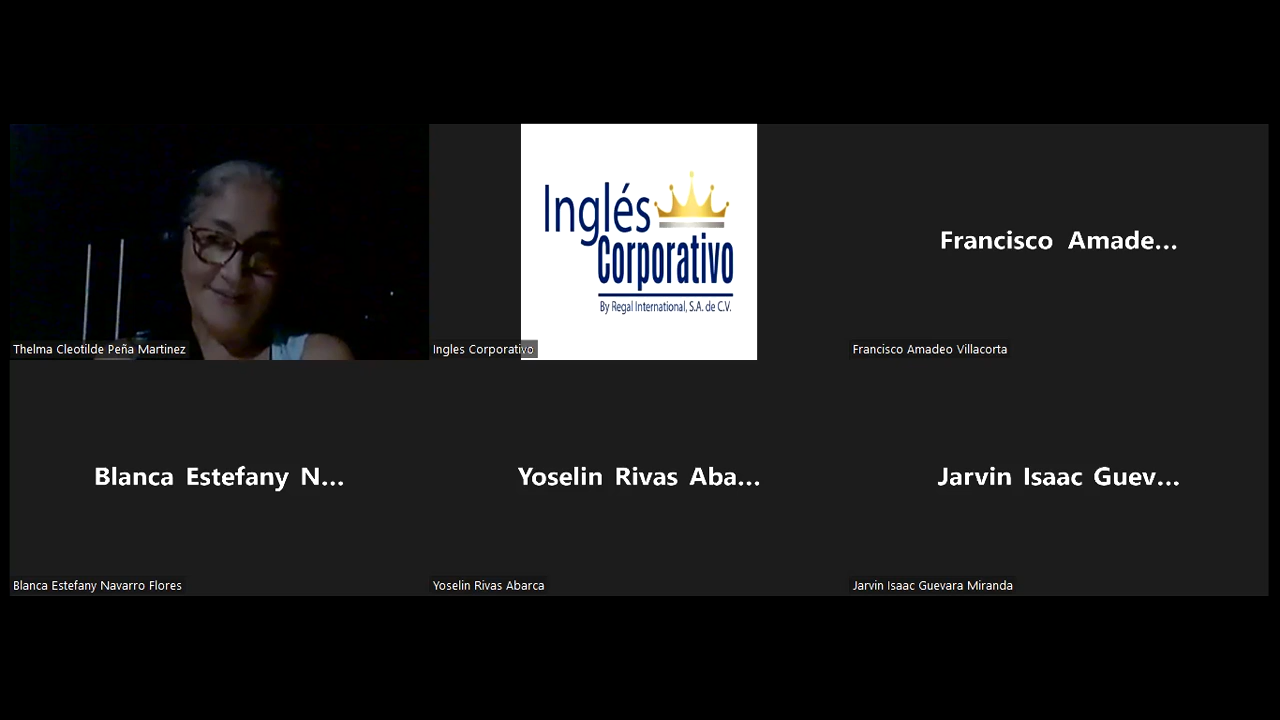 Inglés
Corporativo
By Regal International, S.A. de C.V.
Francisco Amade...
Thelma Cleotilde Peña Martinez
Ingles Corporativo
Francisco Amadeo Villacorta
Blanca Estefany N...
Yoselin Rivas Aba...
Jarvin Isaac Guev...
Blanca Estefany Navarro Flores
Yoselin Rivas Abarca
Jarvin Isaac Guevara Miranda